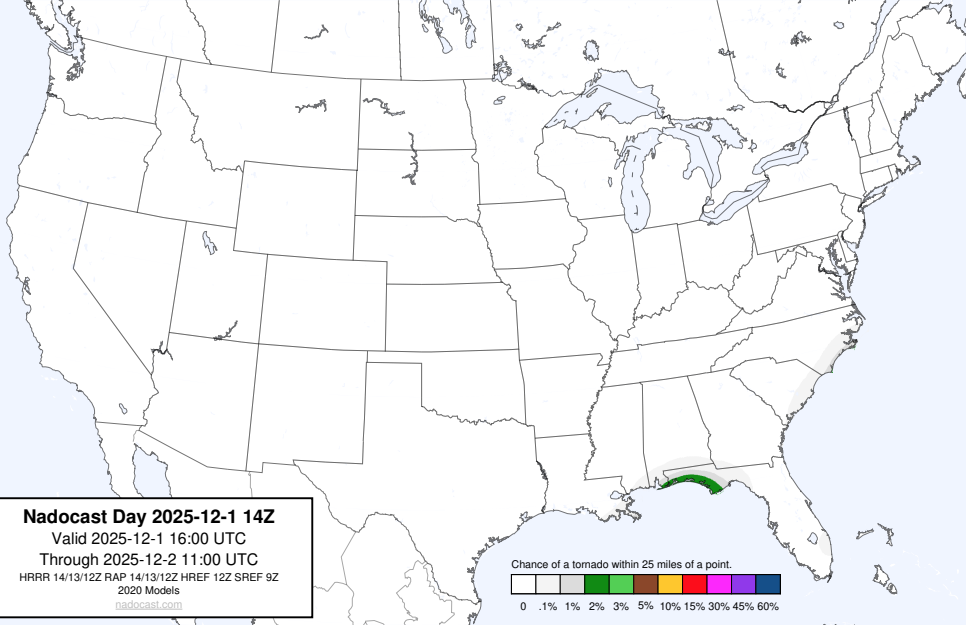 Nadocast Day 2025-12-1 14Z
Valid 2025-12-1 16:00 UTC
Through 2025-12-2 11:00 UTC
HRRR 14/13/12Z RAP 14/13/12Z HREF 12Z SREF 9Z
2020 Models
nadocast.com
Chance of a tornado within 25 miles of a point.
0 .1% 1% 2% 3% 5% 10% 15% 30% 45% 60%